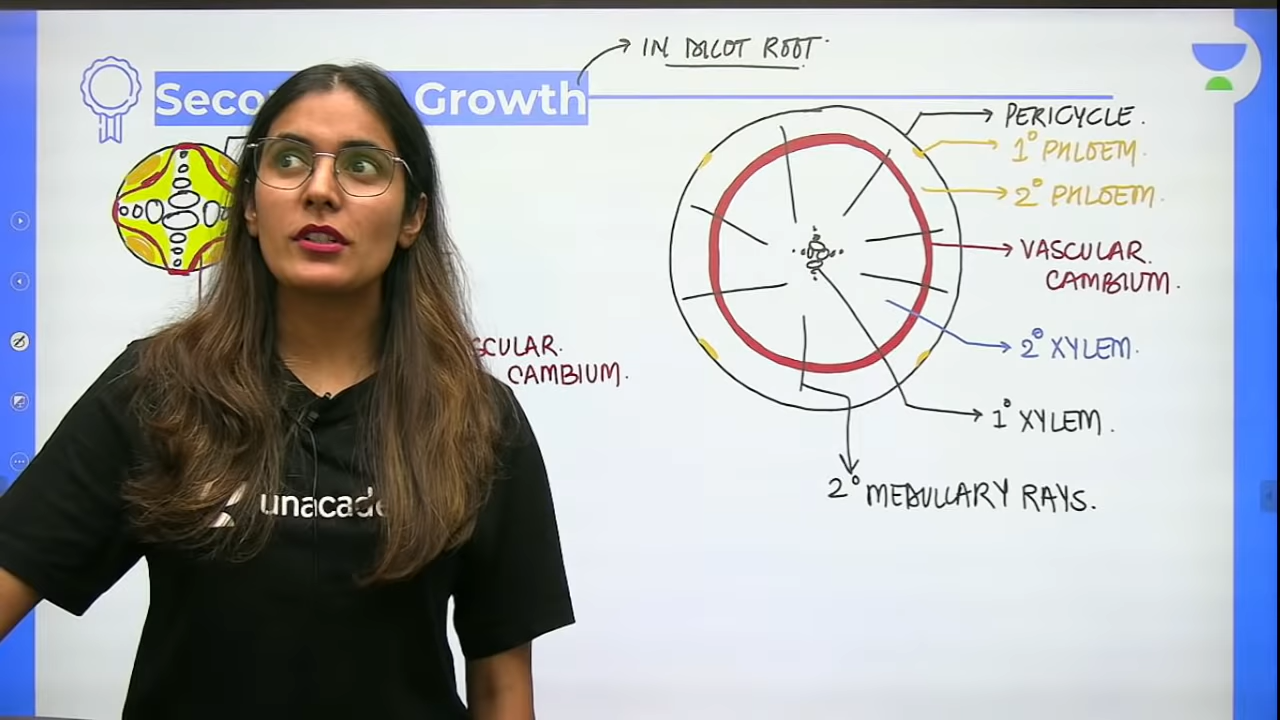 IN DICOT ROOT
Growth
PERICYCLE.
1° PHLOEM.
2° PHLOEM.
VASCULAR
CAMBIUM.
2° XYLEM.
1° XYLEM.
2° MEDULLARY RAYS.
CAMBIUM.